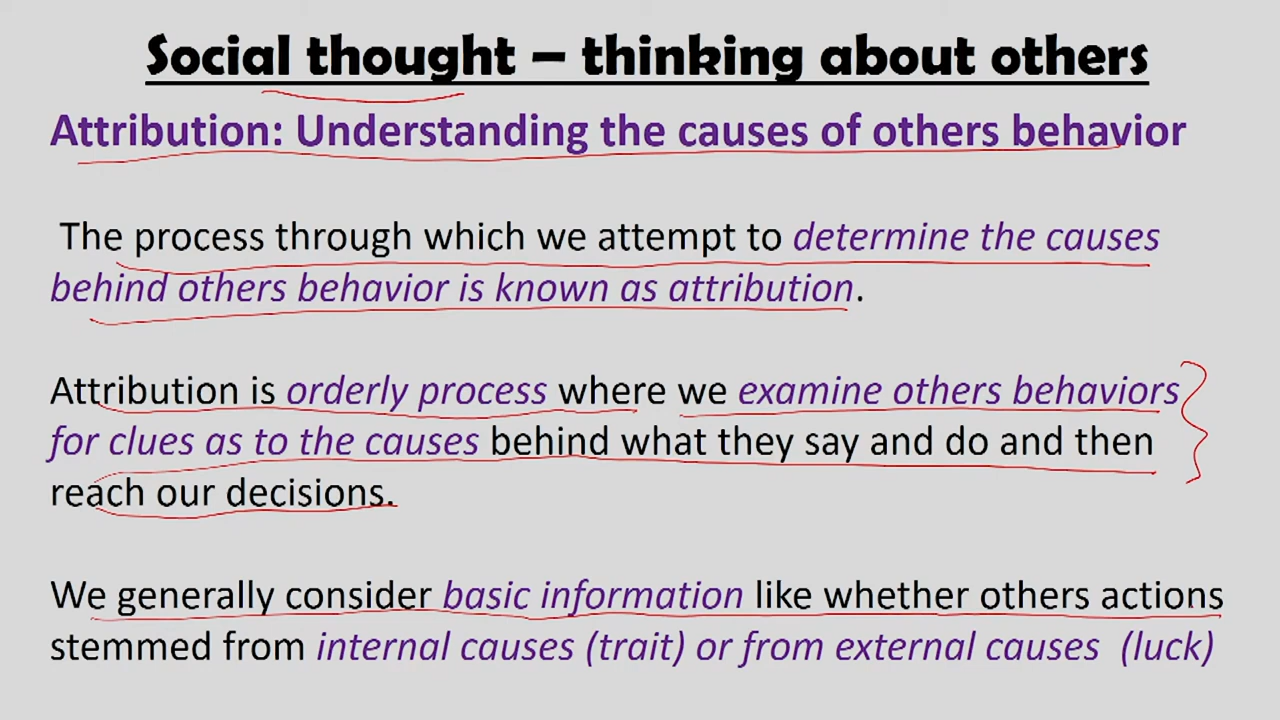 Social thought – thinking about others
Attribution: Understanding the causes of others behavior
The process through which we attempt to determine the causes
behind others behavior is known as attribution.
Attribution is orderly process where we examine others behaviors
for clues as to the causes behind what they say and do and then
reach our decisions.
We generally consider basic information like whether others actions
stemmed from internal causes (trait) or from external causes (luck)